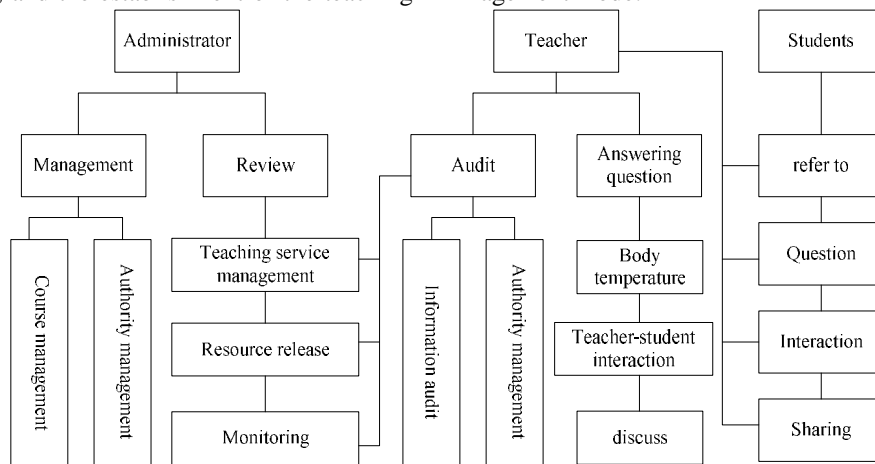 Administrator
Teacher
Students
Management
Review
Audit
Answering
question
refer to
Course management
Authority management
Teaching service
management
Resource release
Monitoring
Information audit
Authority management
Body
temperature
Teacher-student
interaction
discuss
Question
Interaction
Sharing